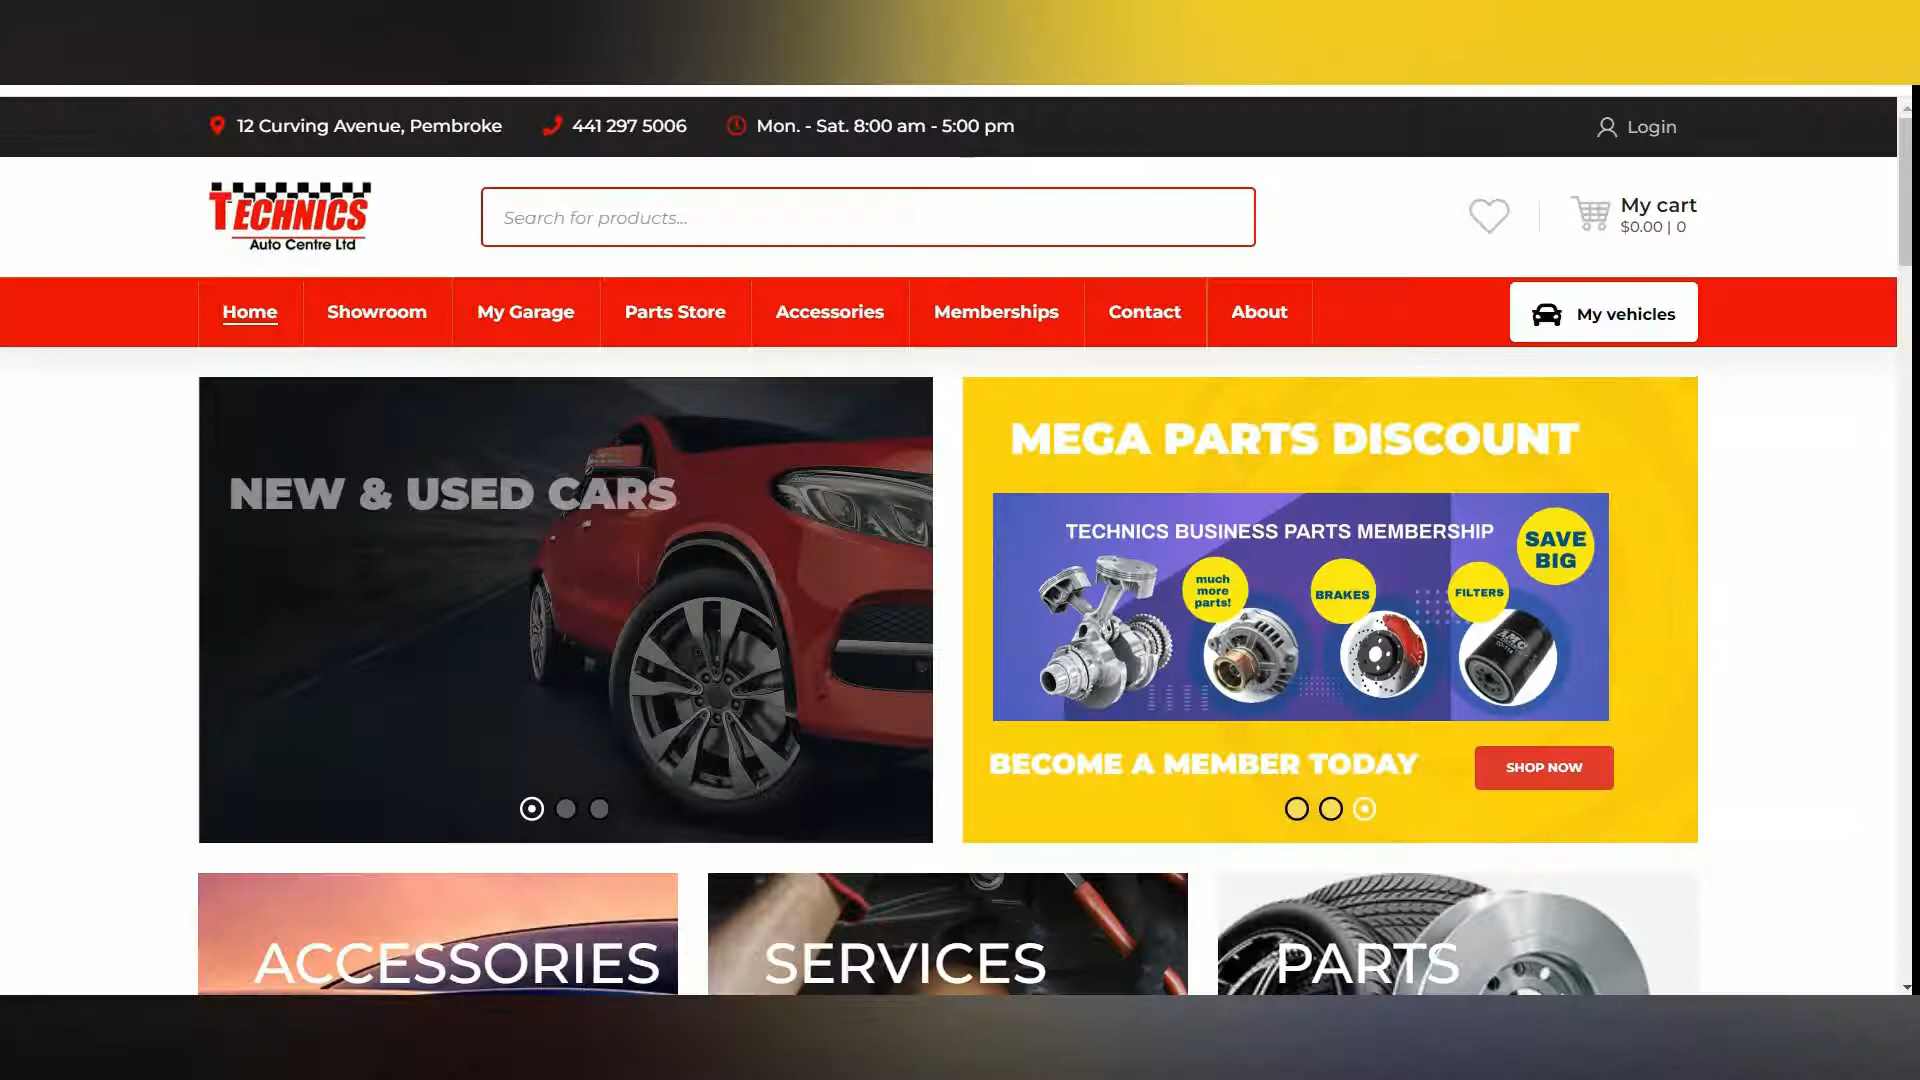 12 Curving Avenue, Pembroke
441 297 5006
Mon. - Sat. 8:00 am - 5:00 pm
Login
TECHNICS
Auto Centre Ltd
Search for products...
My cart
$0.00 | 0
Home
Showroom
My Garage
Parts Store
Accessories
Memberships
Contact
About
My vehicles
NEW & USED CARS
MEGA PARTS DISCOUNT
TECHNICS BUSINESS PARTS MEMBERSHIP
SAVE
BIG
much
more
parts!
BRAKES
FILTERS
AMC
BECOME A MEMBER TODAY
SHOP NOW
ACCESSORIES
SERVICES
PARTS